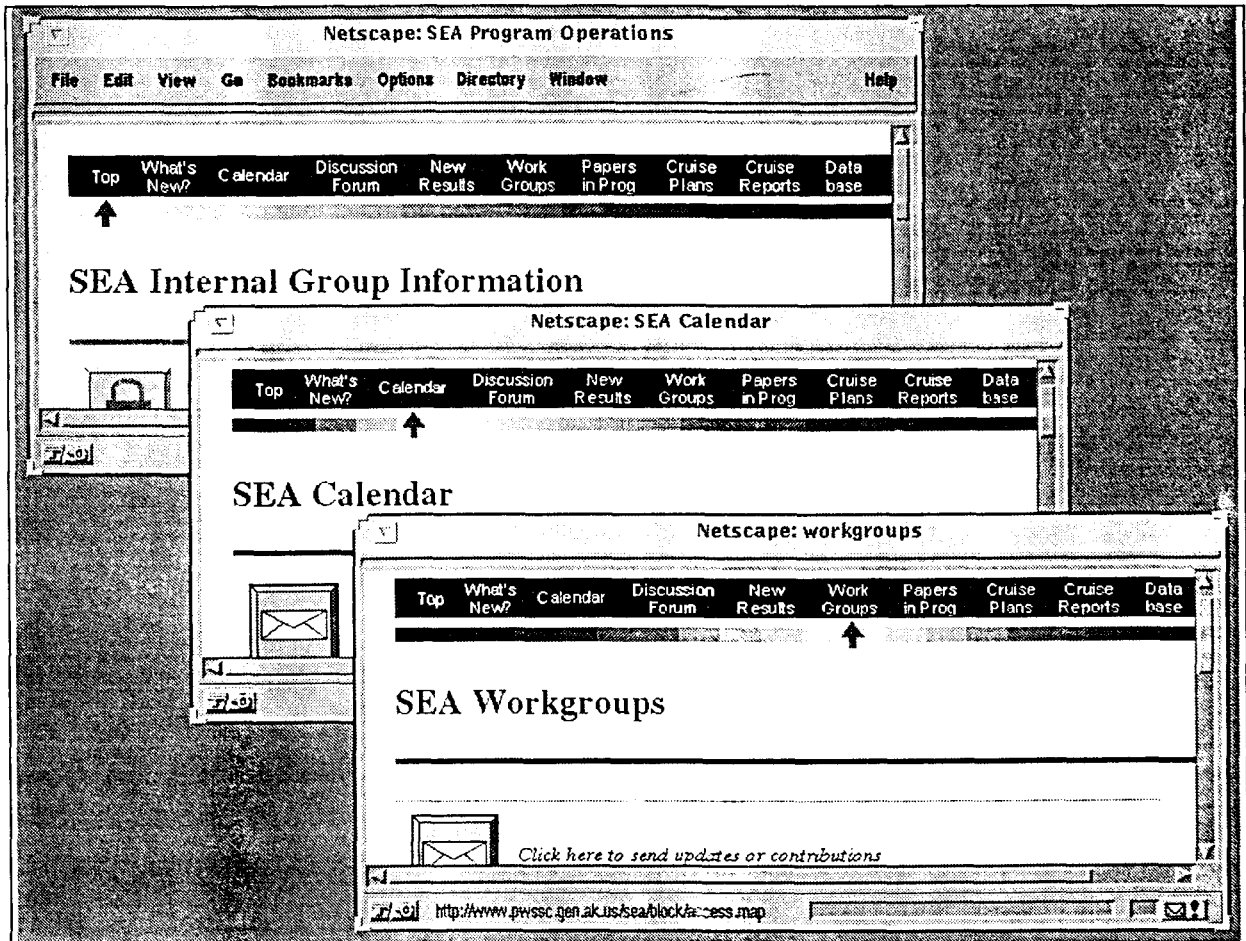 Netscape: SEA Program Operations
File Edit View Go Bookmarks Options Directory Window Help
Top What's New? Calendar Discussion Forum New Results Work Groups Papers in Prog Cruise Plans Cruise Reports Data base
SEA Internal Group Information
Netscape: SEA Calendar
Top What's New? Calendar Discussion Forum New Results Work Groups Papers in Prog Cruise Plans Cruise Reports Data base
SEA Calendar
Netscape: workgroups
Top What's New? Calendar Discussion Forum New Results Work Groups Papers in Prog Cruise Plans Cruise Reports Data base
SEA Workgroups
Click here to send updates or contributions
http://www.pwssc.gen.ak.us/sea/block/access.map